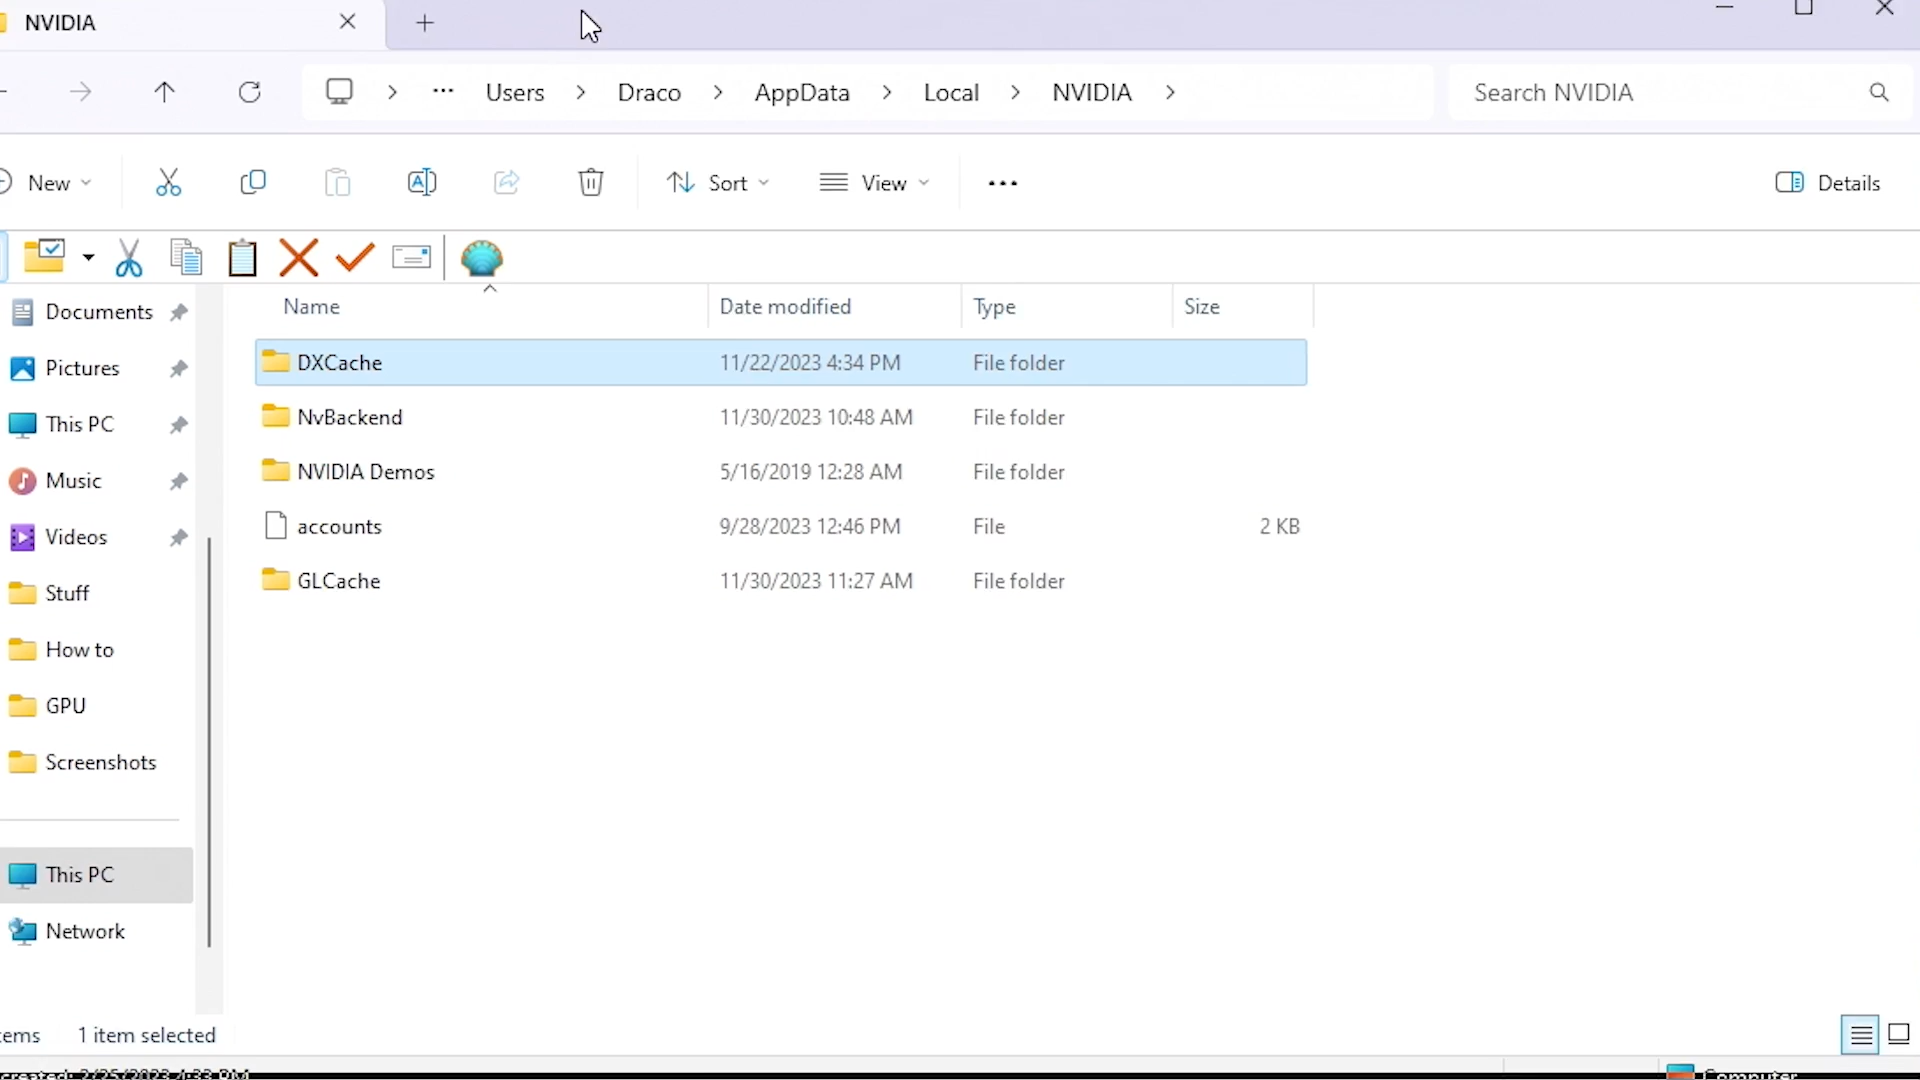 NVIDIA
Users > Draco > AppData > Local > NVIDIA >
Search NVIDIA
New
Sort
View
Details
Name
Date modified
Type
Size
Documents
Pictures
This PC
Music
Videos
Stuff
How to
GPU
Screenshots
This PC
Network
DXCache 11/22/2023 4:34 PM File folder
NvBackend 11/30/2023 10:48 AM File folder
NVIDIA Demos 5/16/2019 12:28 AM File folder
accounts 9/28/2023 12:46 PM File 2 KB
GLCache 11/30/2023 11:27 AM File folder
1 item selected
Computer